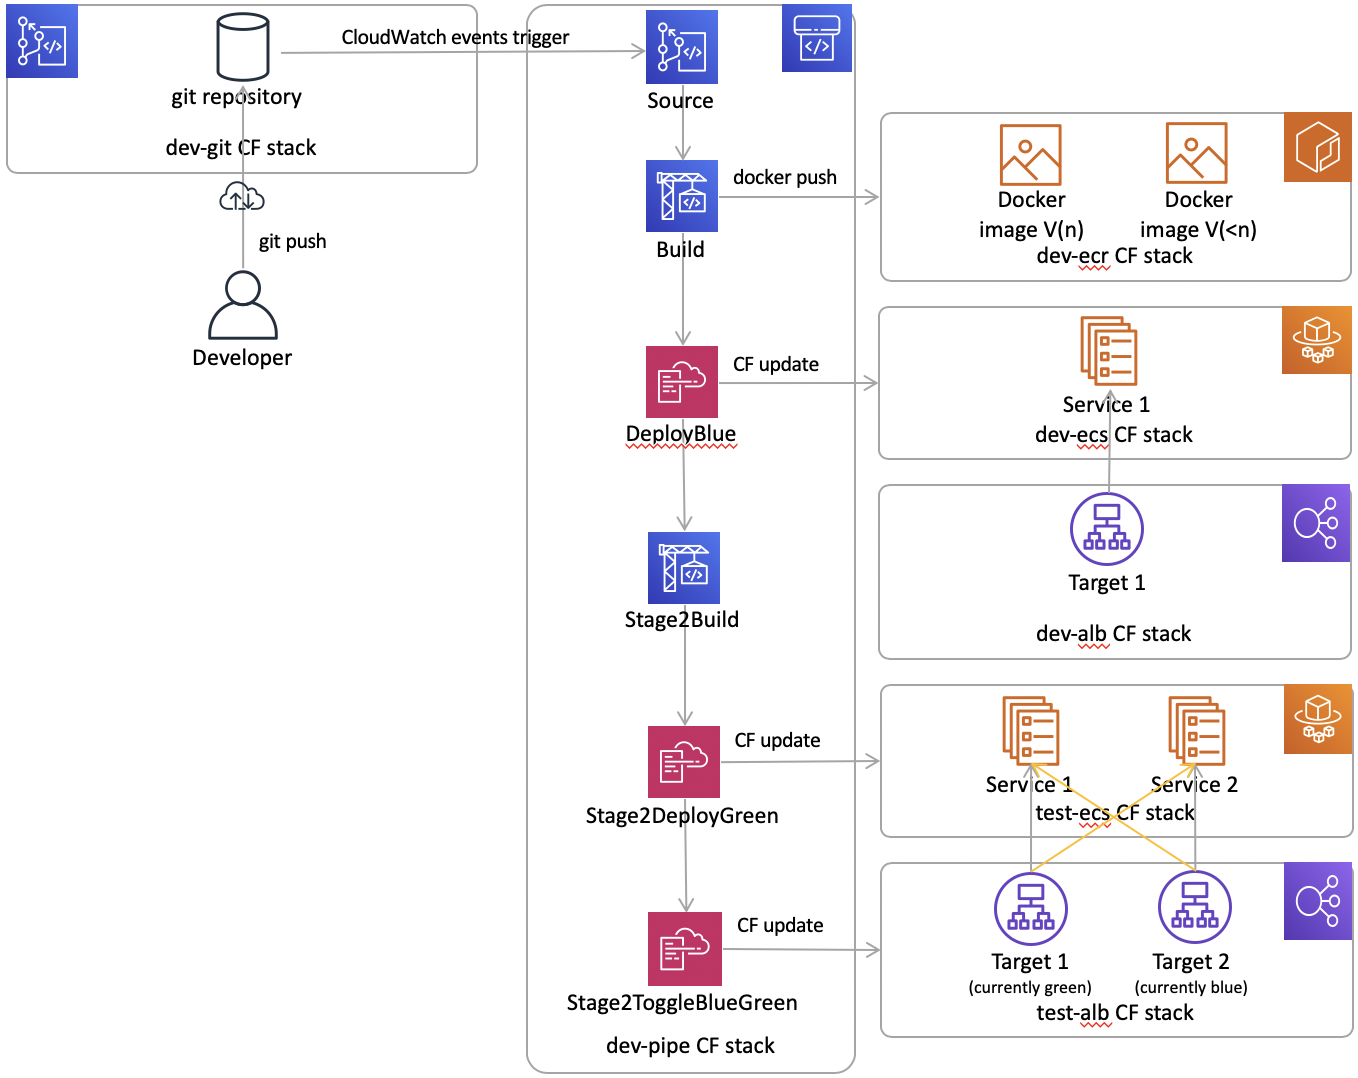 CloudWatch events trigger
git repository
dev-git CF stack
git push
Developer
Source
Build
docker push
DeployBlue
CF update
Stage2Build
Stage2DeployGreen
CF update
Stage2ToggleBlueGreen
CF update
dev-pipe CF stack
Docker
image V(n)
Docker
image V(<n)
dev-ecr CF stack
Service 1
dev-ecs CF stack
Target 1
dev-alb CF stack
Service 1
Service 2
test-ecs CF stack
Target 1
(currently green)
Target 2
(currently blue)
test-alb CF stack